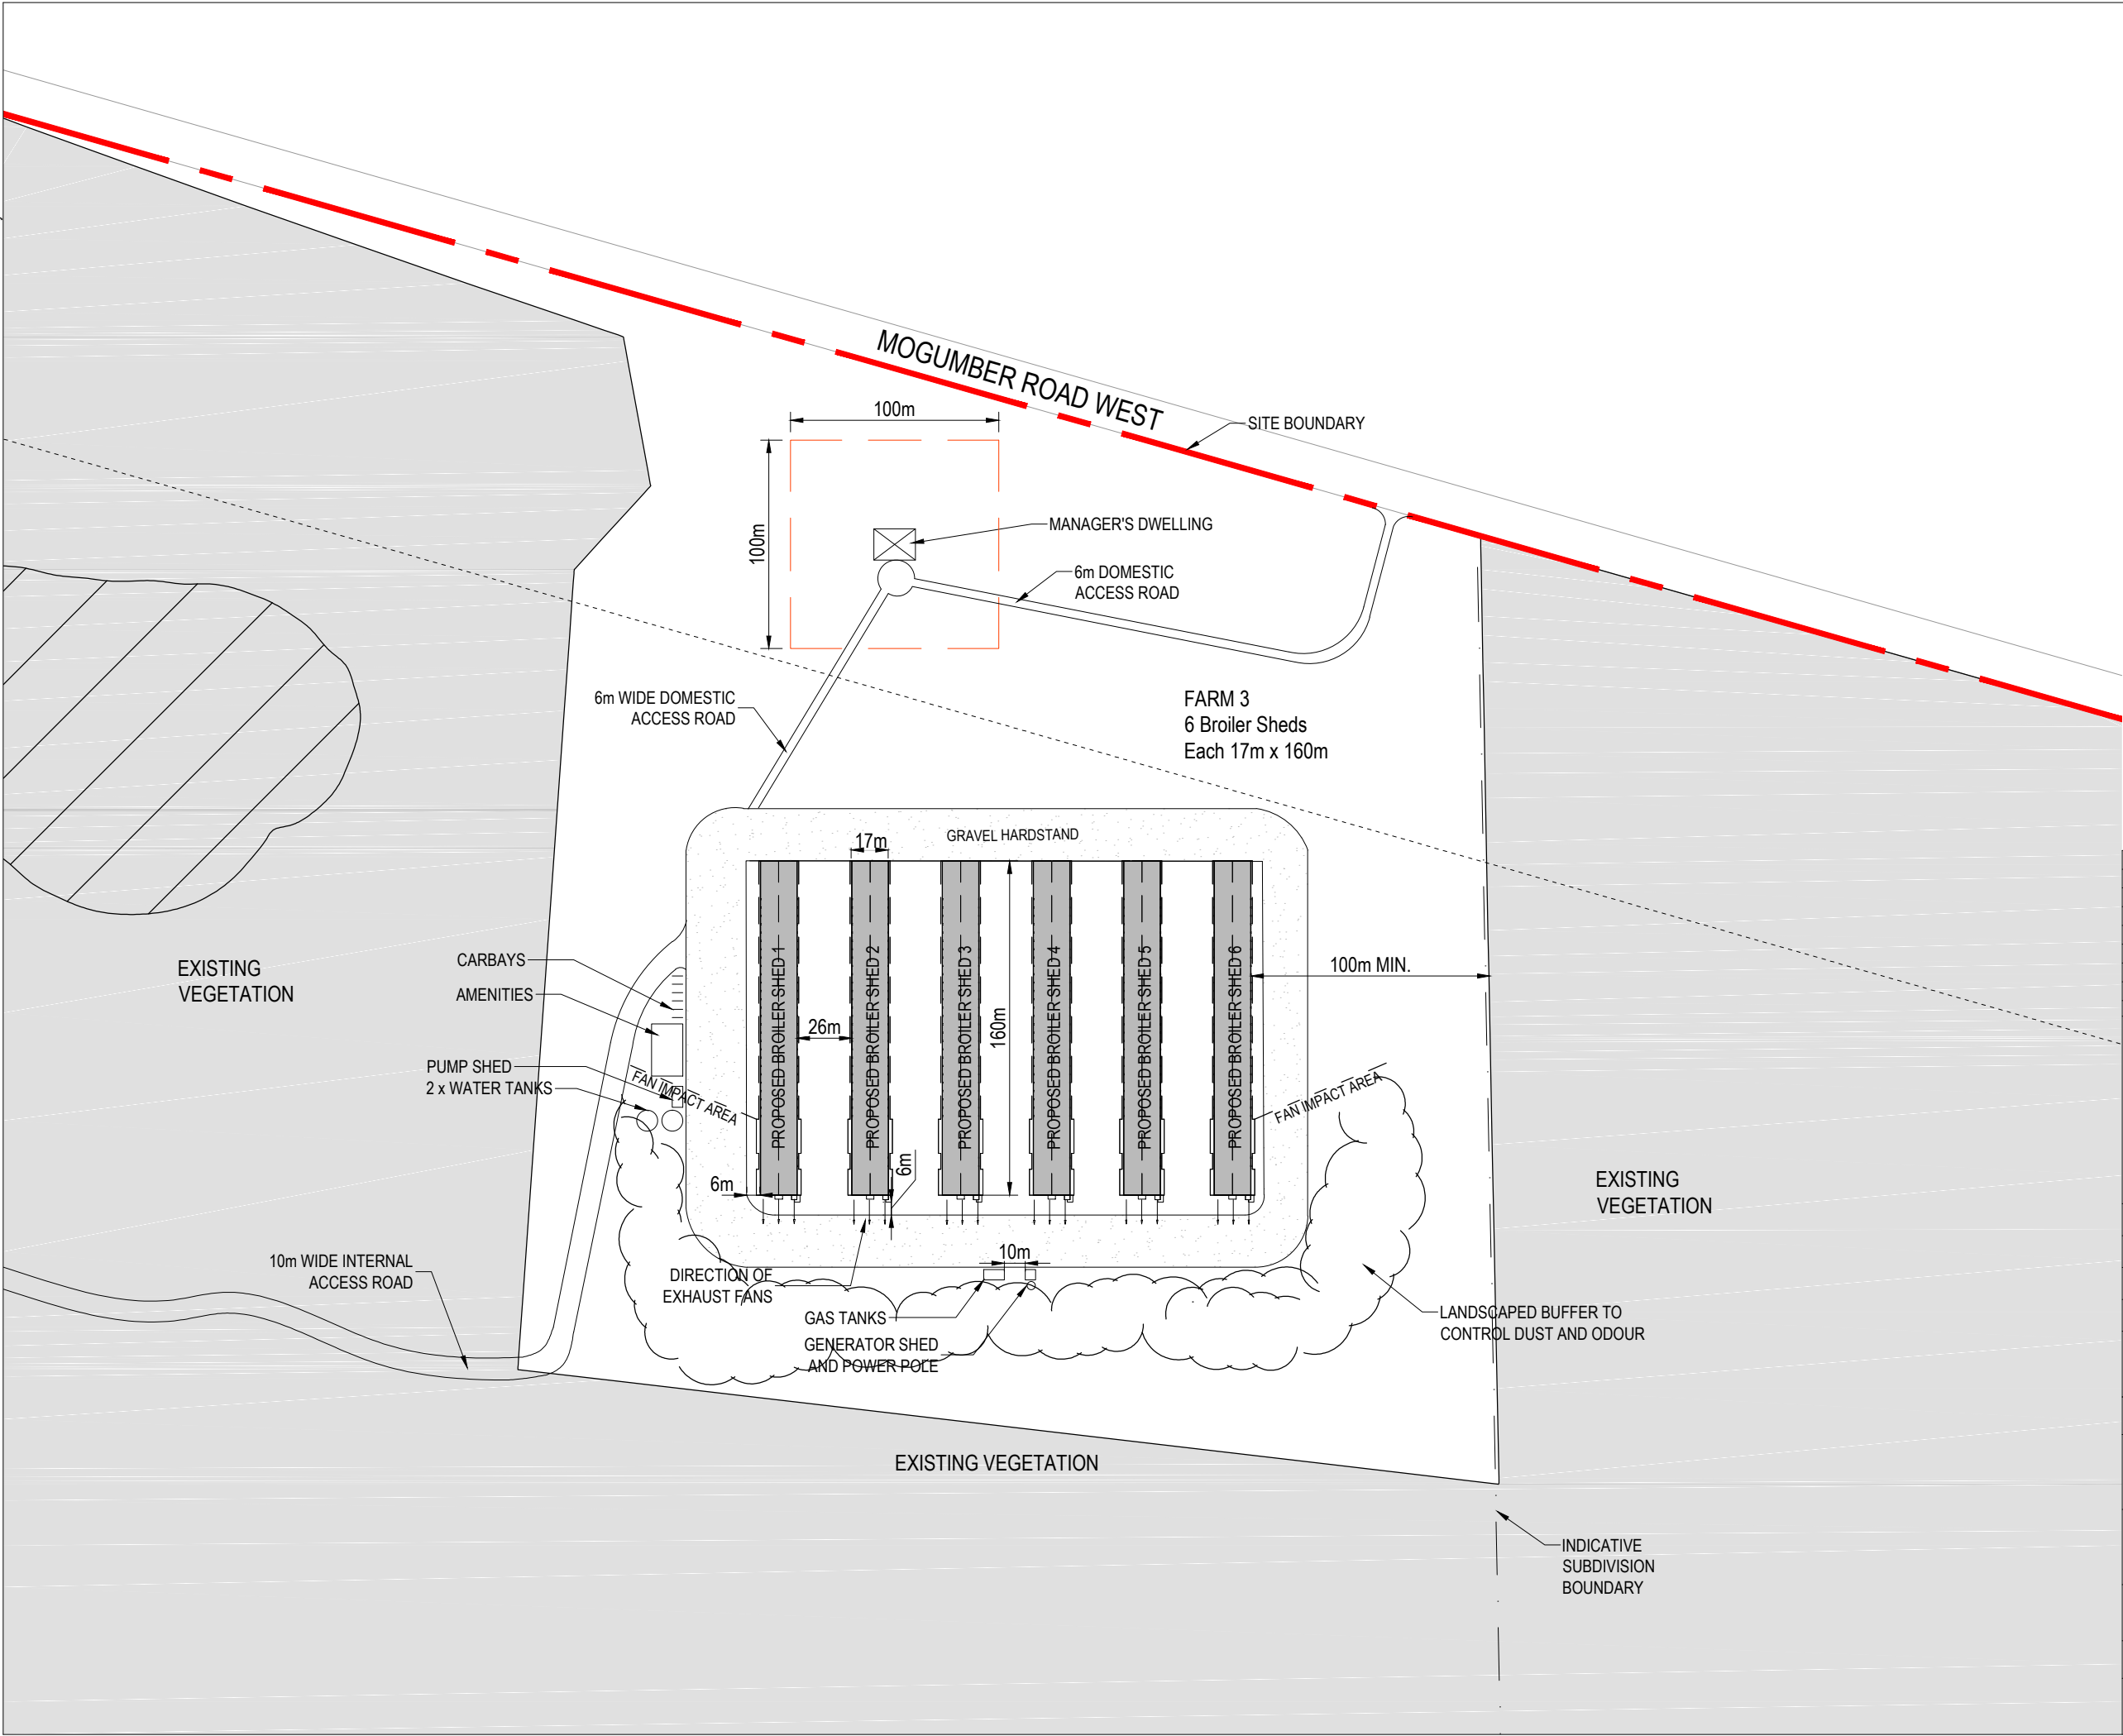 MOGUMBER ROAD WEST
100m
SITE BOUNDARY
100m
MANAGER'S DWELLING
6m DOMESTIC
ACCESS ROAD
6m WIDE DOMESTIC
ACCESS ROAD
FARM 3
6 Broiler Sheds
Each 17m x 160m
GRAVEL HARDSTAND
17m
EXISTING
VEGETATION
CARBAYS
AMENITIES
PUMP SHED
2 x WATER TANKS
FAN IMPACT AREA
PROPOSED BROILER SHED 1
26m
PROPOSED BROILER SHED 2
PROPOSED BROILER SHED 3
160m
PROPOSED BROILER SHED 4
PROPOSED BROILER SHED 5
PROPOSED BROILER SHED 6
100m MIN.
FAN IMPACT AREA
6m
6m
EXISTING
VEGETATION
10m WIDE INTERNAL
ACCESS ROAD
DIRECTION OF
EXHAUST FANS
10m
GAS TANKS
GENERATOR SHED
AND POWER POLE
LANDSCAPED BUFFER TO
CONTROL DUST AND ODOUR
EXISTING VEGETATION
INDICATIVE
SUBDIVISION
BOUNDARY